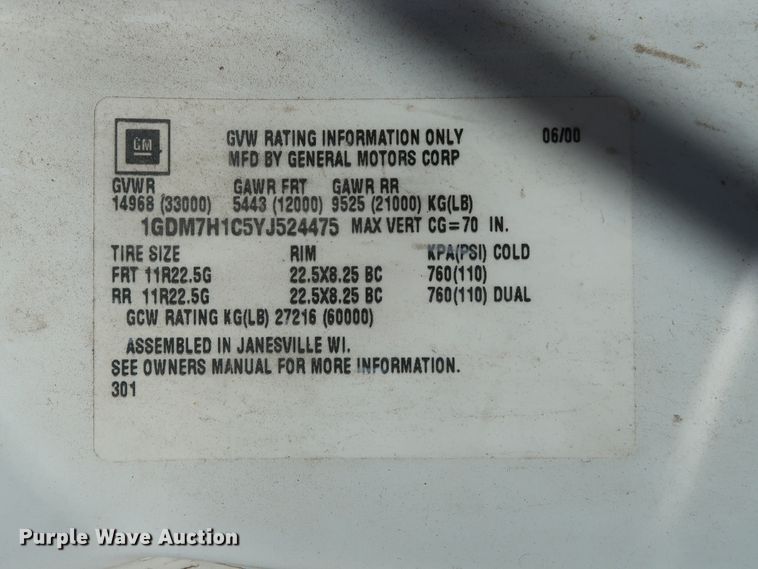 GM
GVW RATING INFORMATION ONLY 06/00
MFD BY GENERAL MOTORS CORP
GVWR GAWR FRT GAWR RR
14968 (33000) 5443 (12000) 9525 (21000) KG(LB)
1GDM7H1C5YJ524475 MAX VERT CG=70 IN.
TIRE SIZE RIM KPA(PSI) COLD
FRT 11R22.5G 22.5X8.25 BC 760(110)
RR 11R22.5G 22.5X8.25 BC 760(110) DUAL
GCW RATING KG(LB) 27216 (60000)
ASSEMBLED IN JANESVILLE WI.
SEE OWNERS MANUAL FOR MORE INFORMATION.
301
Purple Wave Auction